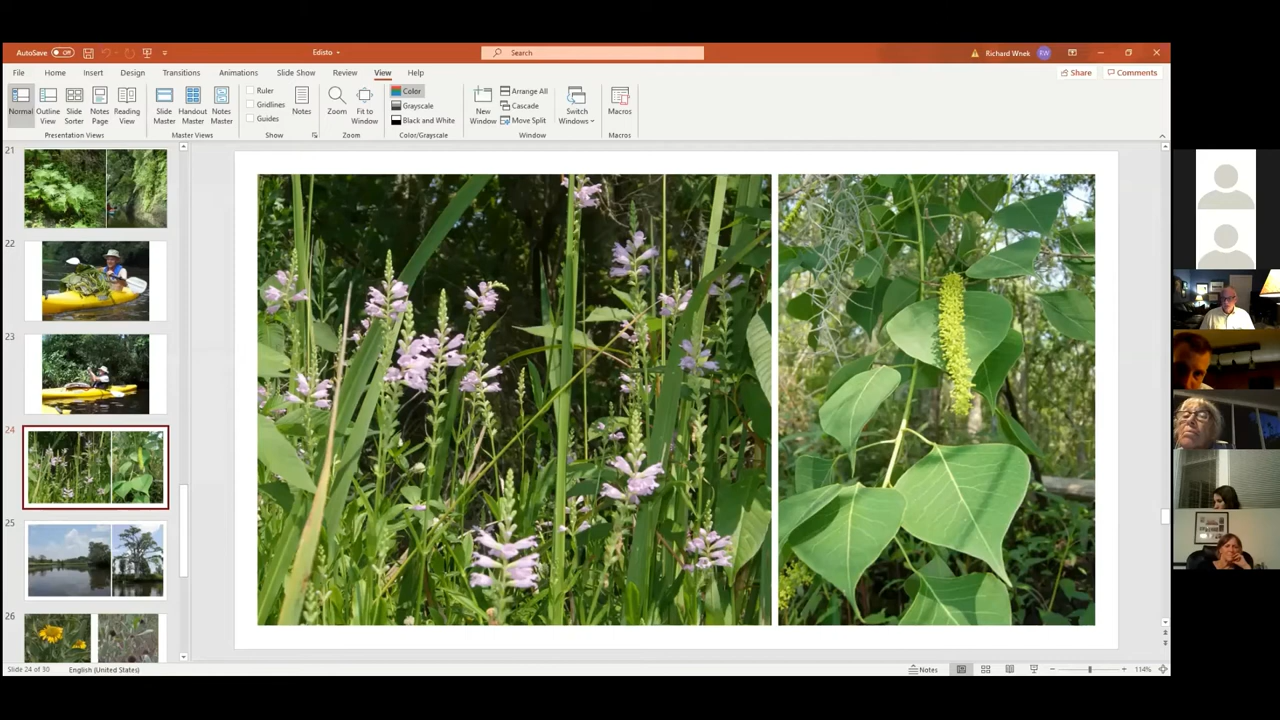 AutoSave Off Edisto Search Richard Wnek RW
File Home Insert Design Transitions Animations Slide Show Review View Help Share Comments
Normal Outline View Slide Sorter Notes Page Reading View
Slide Master Handout Master Notes Master
Ruler
Gridlines
Guides
Notes
Zoom Fit to Window
Color
Grayscale
Black and White
New Window
Arrange All
Cascade
Move Split
Switch Windows
Macros
Presentation Views Master Views Show Zoom Color/Grayscale Window Macros
21
22
23
24
25
26
Slide 24 of 30 English (United States) Notes 114%